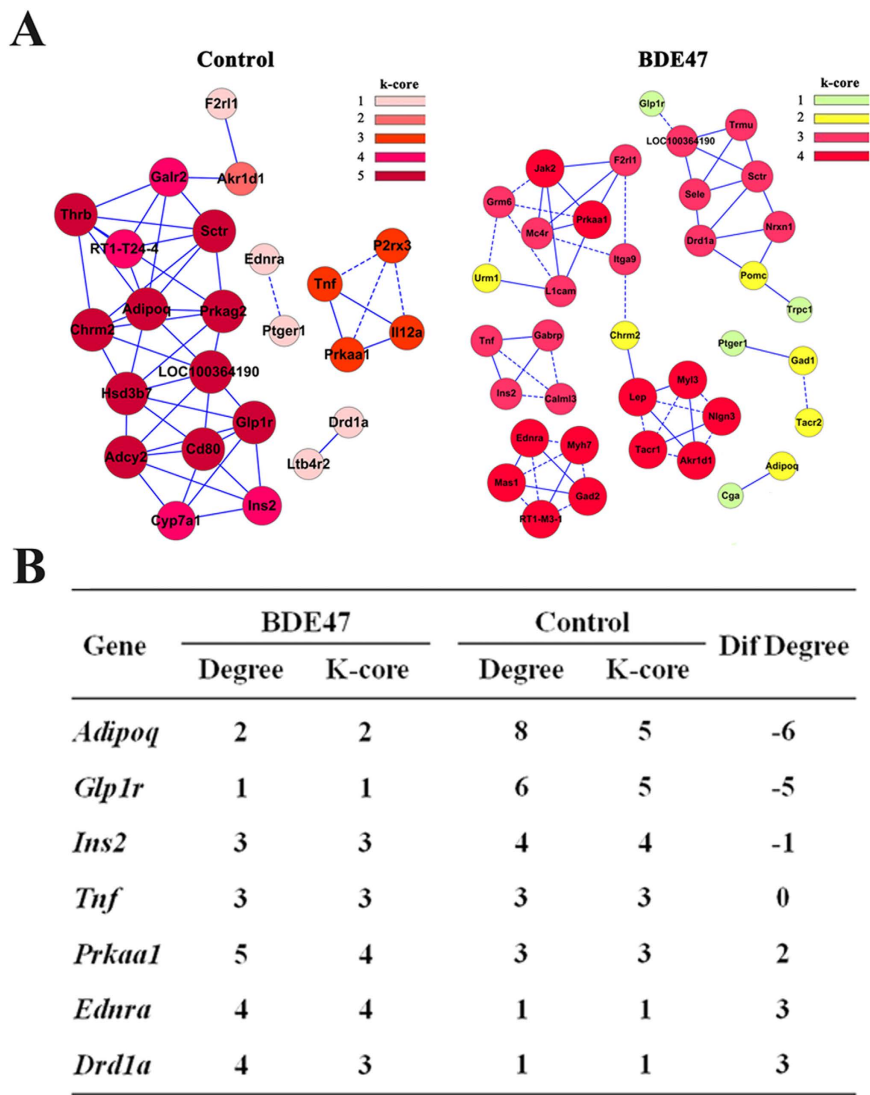 A
Control
k-core
1
2
3
4
5
F2rl1
Galr2
Akr1d1
Thrb
Sctr
RT1-T24-4
Ednra
P2rx3
Tnf
Adipoq
Prkag2
Chrm2
Ptger1
Il12a
Prkaa1
LOC100364190
Hsd3b7
Glp1r
Drd1a
Cd80
Adcy2
Ltb4r2
Cyp7a1
Ins2
BDE47
k-core
1
2
3
4
Glp1r
Trmu
LOC100364190
Jak2
F2rl1
Sctr
Grm6
Sele
Prkaa1
Mc4r
Nrxn1
Drd1a
Itga9
Urm1
L1cam
Pomc
Trpc1
Chrm2
Tnf
Gabrp
Ptger1
Gad1
Ins2
Calml3
Lep
Myl3
Nlgn3
Tacr2
Ednra
Myh7
Tacr1
Akr1d1
Adipoq
Mas1
Gad2
Cga
RT1-M3-1
B
Gene BDE47 Control Dif Degree
Degree K-core Degree K-core
Adipoq 2 2 8 5 -6
Glp1r 1 1 6 5 -5
Ins2 3 3 4 4 -1
Tnf 3 3 3 3 0
Prkaa1 5 4 3 3 2
Ednra 4 4 1 1 3
Drd1a 4 3 1 1 3